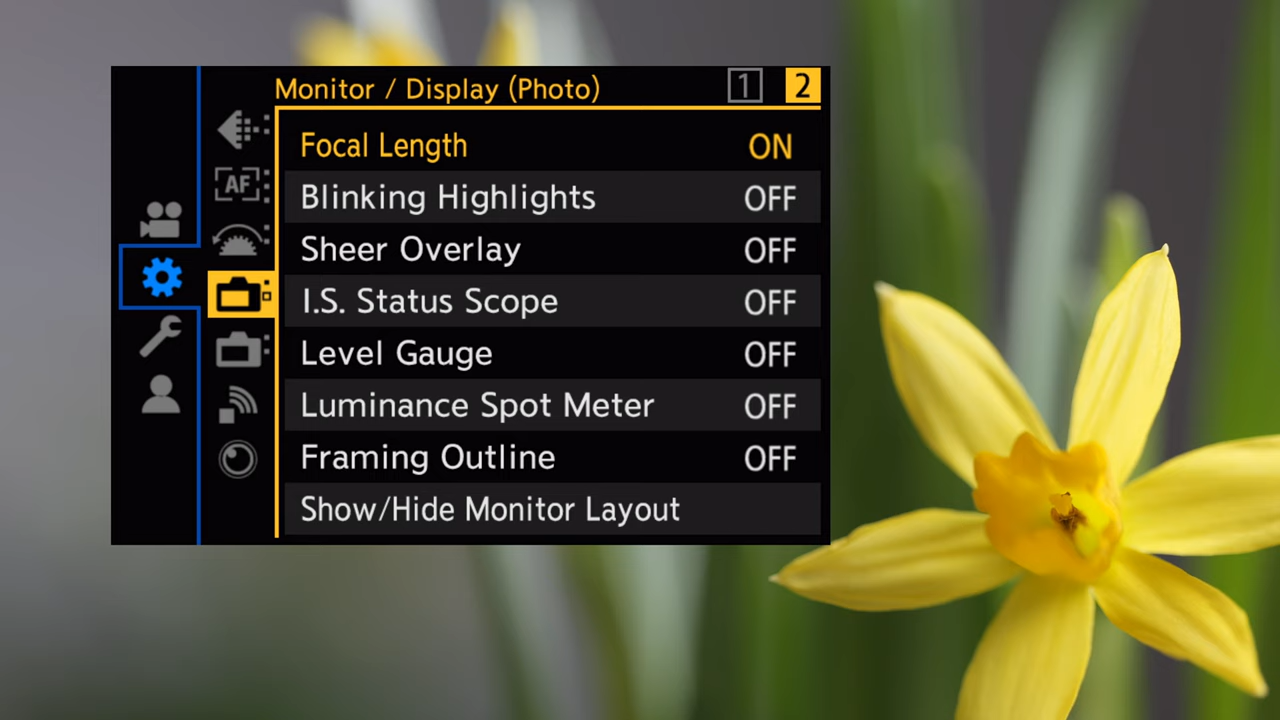 Monitor / Display (Photo) 1 2
AF
Focal Length ON
Blinking Highlights OFF
Sheer Overlay OFF
I.S. Status Scope OFF
Level Gauge OFF
Luminance Spot Meter OFF
Framing Outline OFF
Show/Hide Monitor Layout